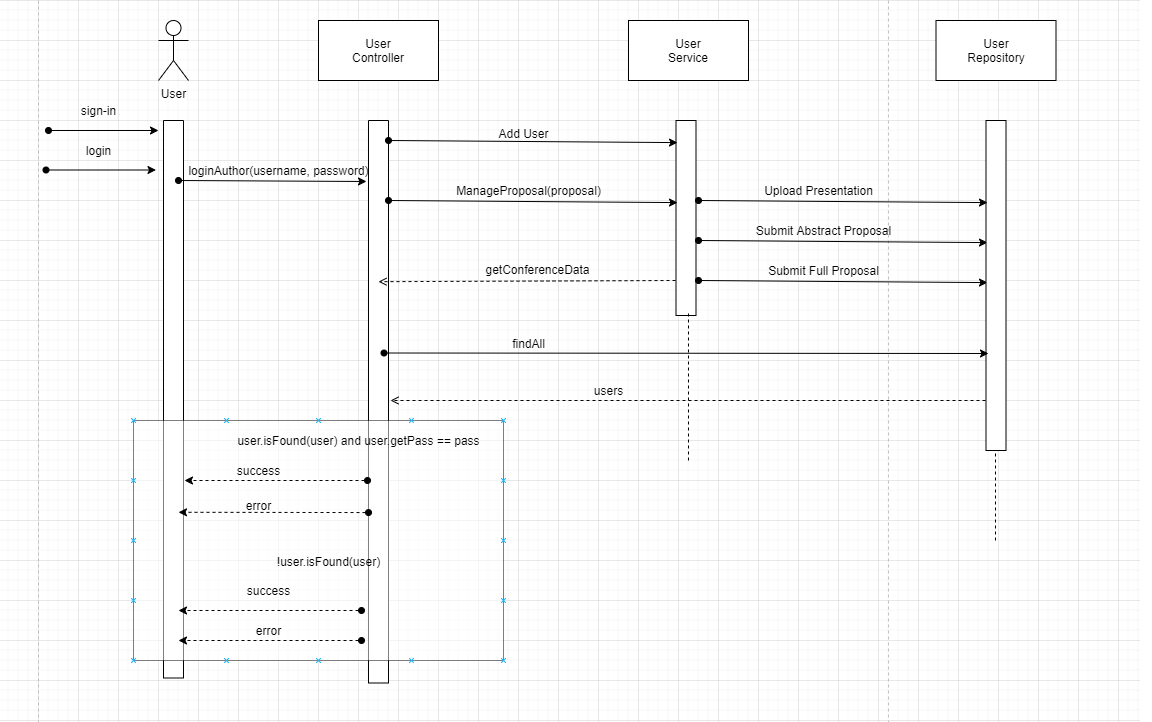 User
Controller
User
Service
User
Repository
User
sign-in
Add User
login
loginAuthor(username, password)
ManageProposal(proposal)
Upload Presentation
Submit Abstract Proposal
getConferenceData
Submit Full Proposal
findAll
users
user.isFound(user) and user.getPass == pass
success
error
!user.isFound(user)
success
error